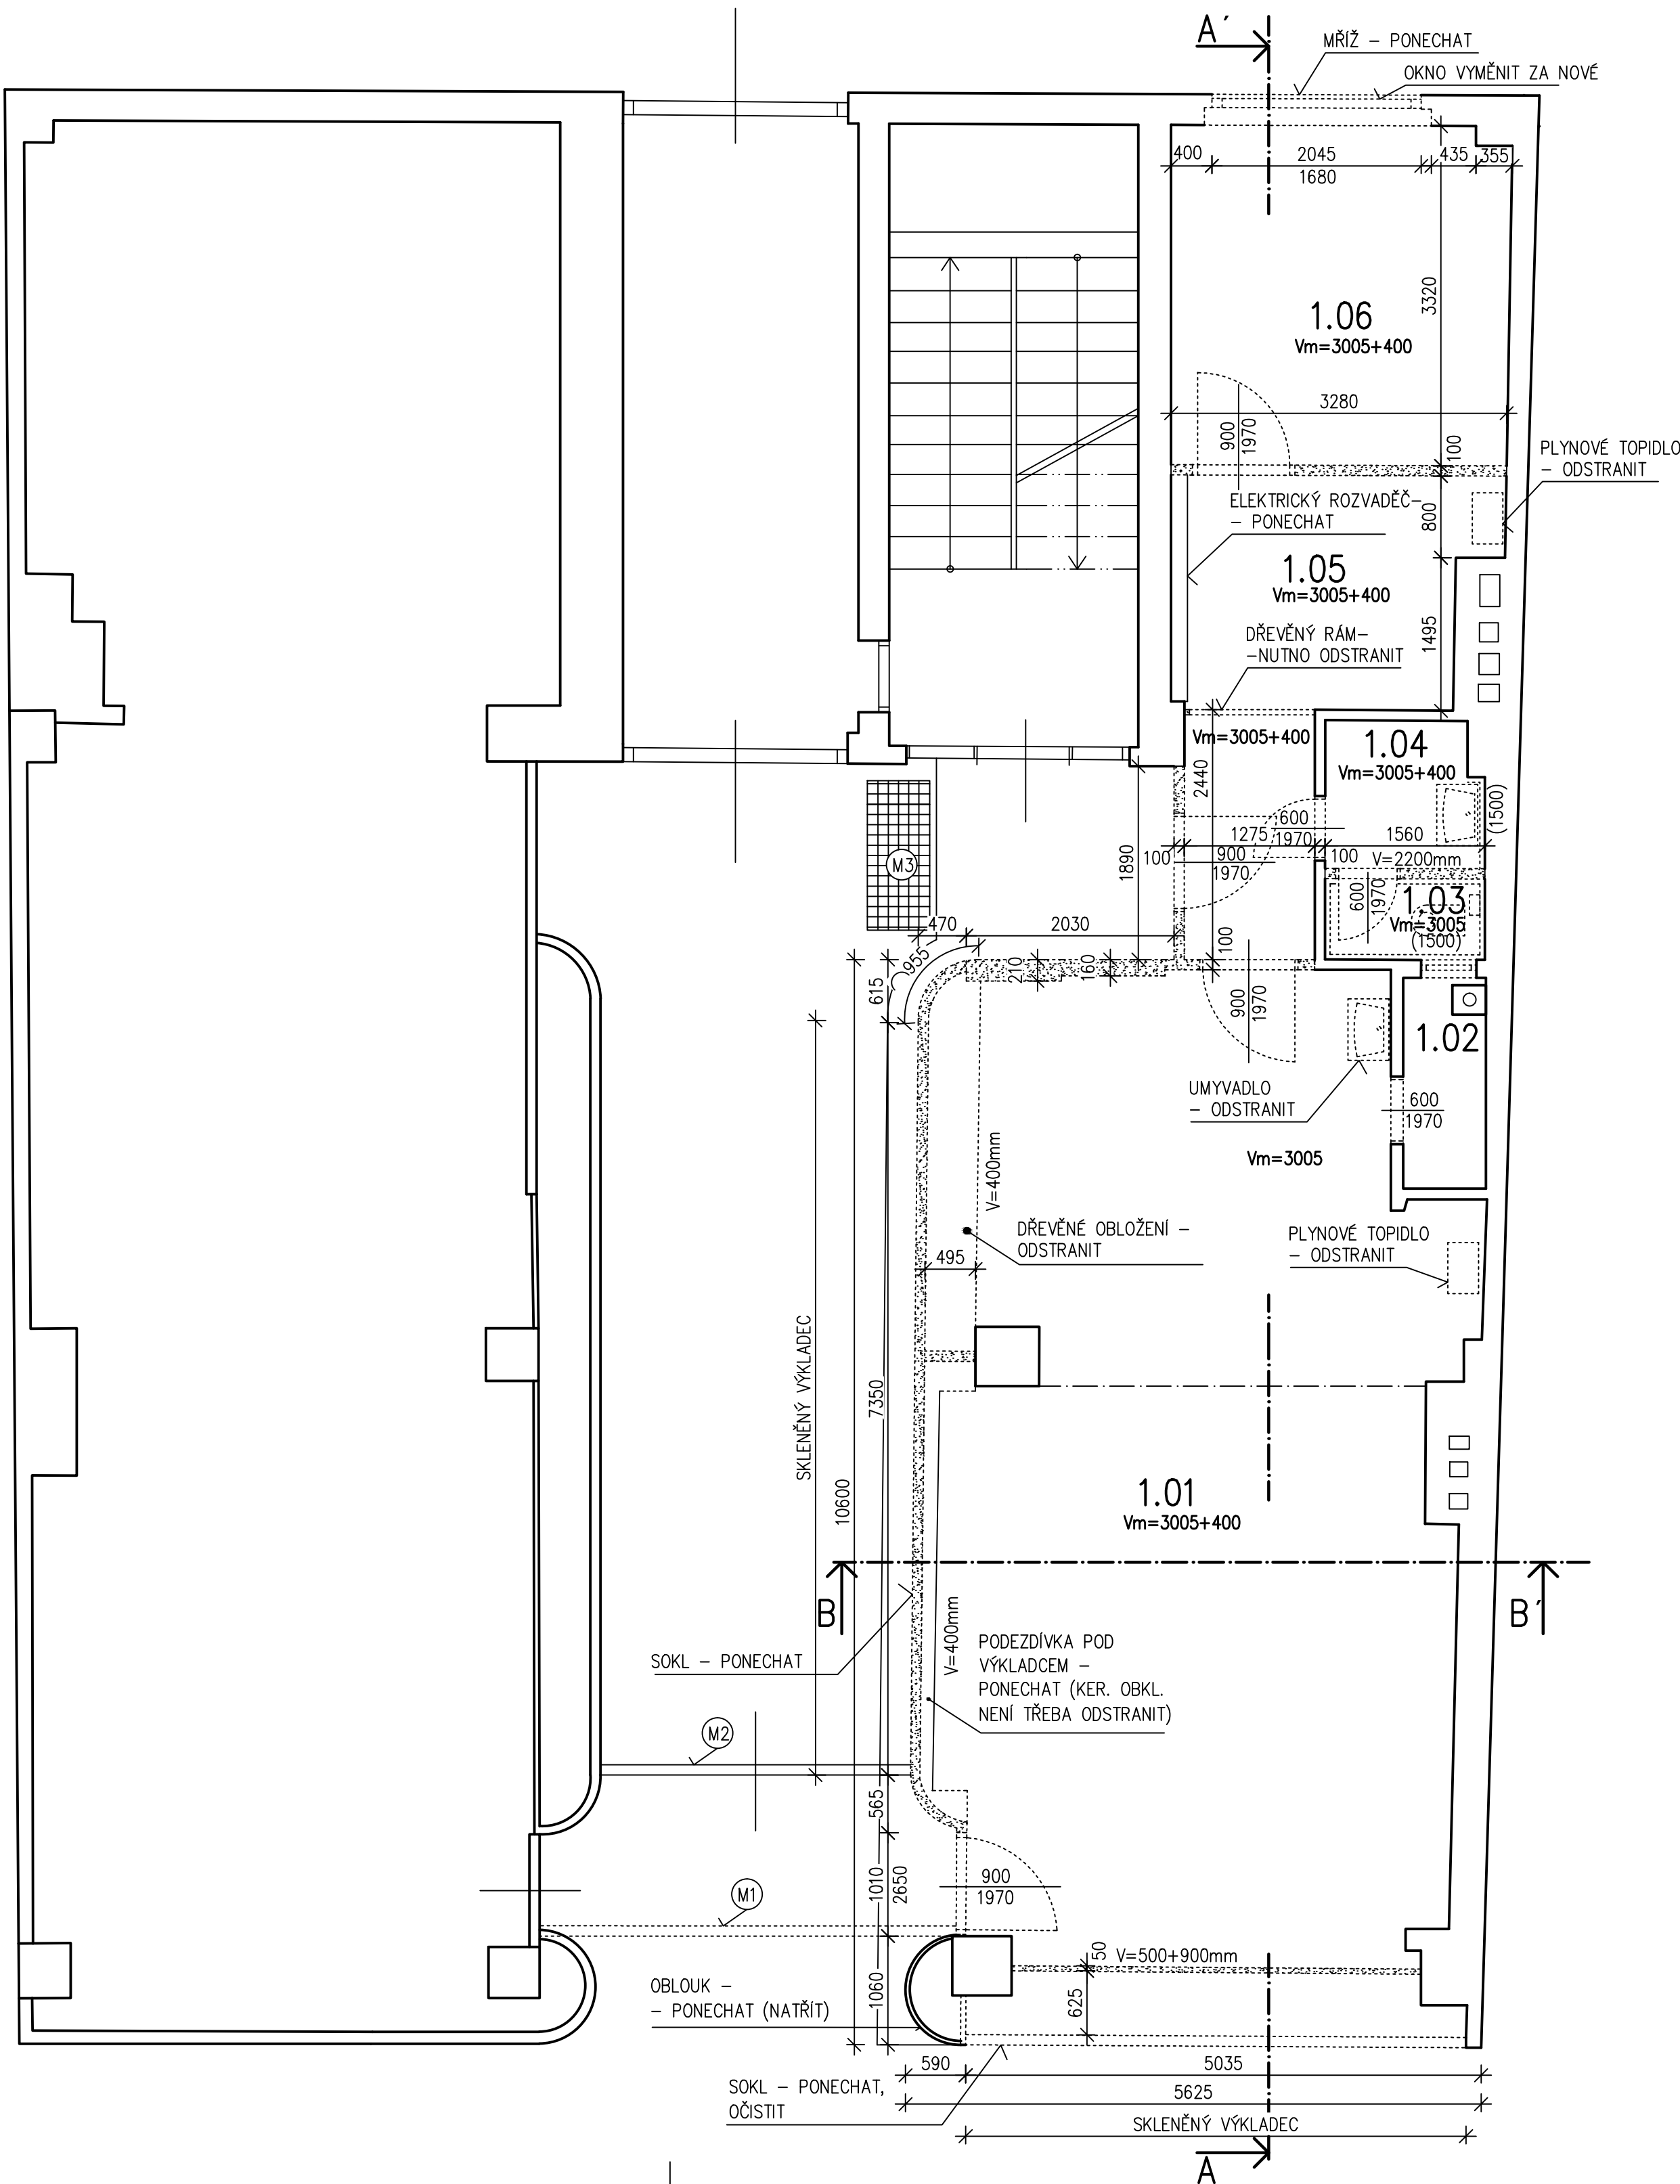 A´
MŘÍŽ – PONECHAT
OKNO VYMĚNIT ZA NOVÉ
400
2045
1680
435
355
3320
1.06
Vm=3005+400
3280
900
1970
100
PLYNOVÉ TOPIDLO
– ODSTRANIT
ELEKTRICKÝ ROZVADĚČ–
– PONECHAT
800
1.05
Vm=3005+400
DŘEVĚNÝ RÁM–
–NUTNO ODSTRANIT
1495
Vm=3005+400
1.04
Vm=3005+400
2440
(1500)
600
1970
1275
1560
100
900
1970
100
V=2200mm
1890
M3
600
1970
1.03
Vm=3005
(1500)
470
2030
955
615
210
160
100
900
1970
1.02
UMYVADLO
– ODSTRANIT
600
1970
Vm=3005
V=400mm
DŘEVĚNÉ OBLOŽENÍ –
ODSTRANIT
PLYNOVÉ TOPIDLO
– ODSTRANIT
495
SKLENĚNÝ VÝKLADEC
7350
10600
1.01
Vm=3005+400
B
B´
V=400mm
PODEZDÍVKA POD
VÝKLADCEM –
PONECHAT (KER. OBKL.
NENÍ TŘEBA ODSTRANIT)
SOKL – PONECHAT
M2
565
1010
2650
900
1970
M1
50
V=500+900mm
OBLOUK –
– PONECHAT (NATŘÍT)
1060
625
590
5035
SOKL – PONECHAT,
OČISTIT
5625
SKLENĚNÝ VÝKLADEC
A